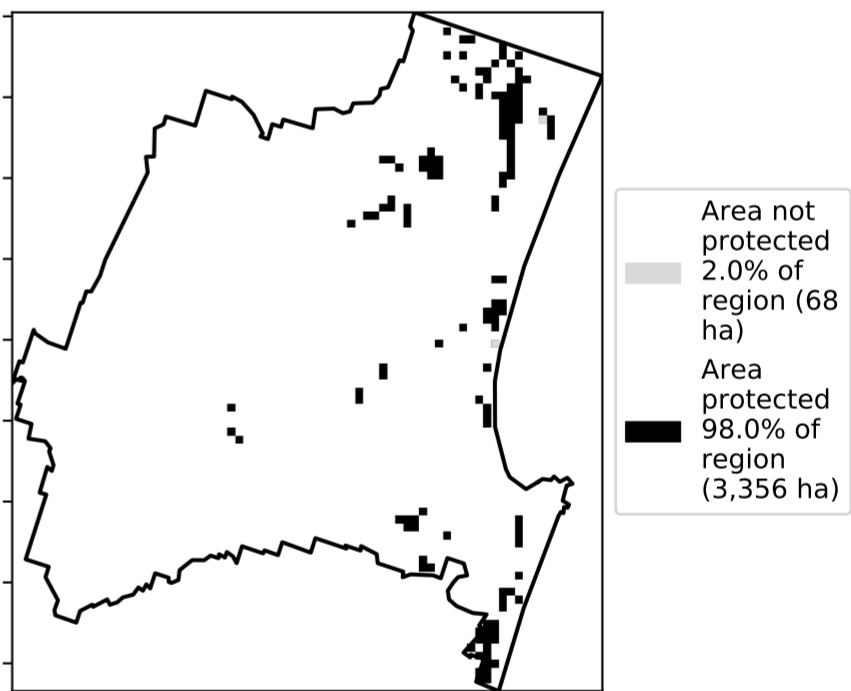 Area not
protected
2.0% of
region (68
ha)
Area
protected
98.0% of
region
(3,356 ha)